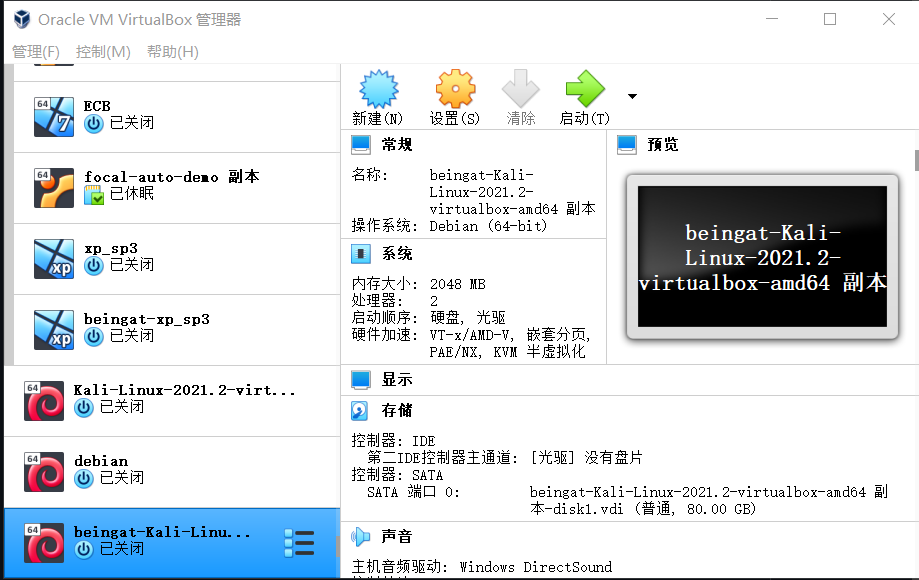 Oracle VM VirtualBox 管理器
管理(F) 控制(M) 帮助(H)
64
ECB
7
已关闭
64
focal-auto-demo 副本
已休眠
xp_sp3
xp
已关闭
beingat-xp_sp3
xp
已关闭
64
Kali-Linux-2021.2-virt...
已关闭
64
debian
已关闭
64
beingat-Kali-Linu...
已关闭
新建(N) 设置(S) 清除 启动(T)
常规
名称: beingat-Kali-
Linux-2021.2-
virtualbox-amd64 副本
操作系统: Debian (64-bit)
系统
内存大小: 2048 MB
处理器: 2
启动顺序: 硬盘, 光驱
硬件加速: VT-x/AMD-V, 嵌套分页,
PAE/NX, KVM 半虚拟化
预览
beingat-Kali-
Linux-2021.2-
virtualbox-amd64 副本
显示
存储
控制器: IDE
第二IDE控制器主通道: [光驱] 没有盘片
控制器: SATA
SATA 端口 0: beingat-Kali-Linux-2021.2-virtualbox-amd64 副
本-disk1.vdi (普通, 80.00 GB)
声音
主机音频驱动: Windows DirectSound